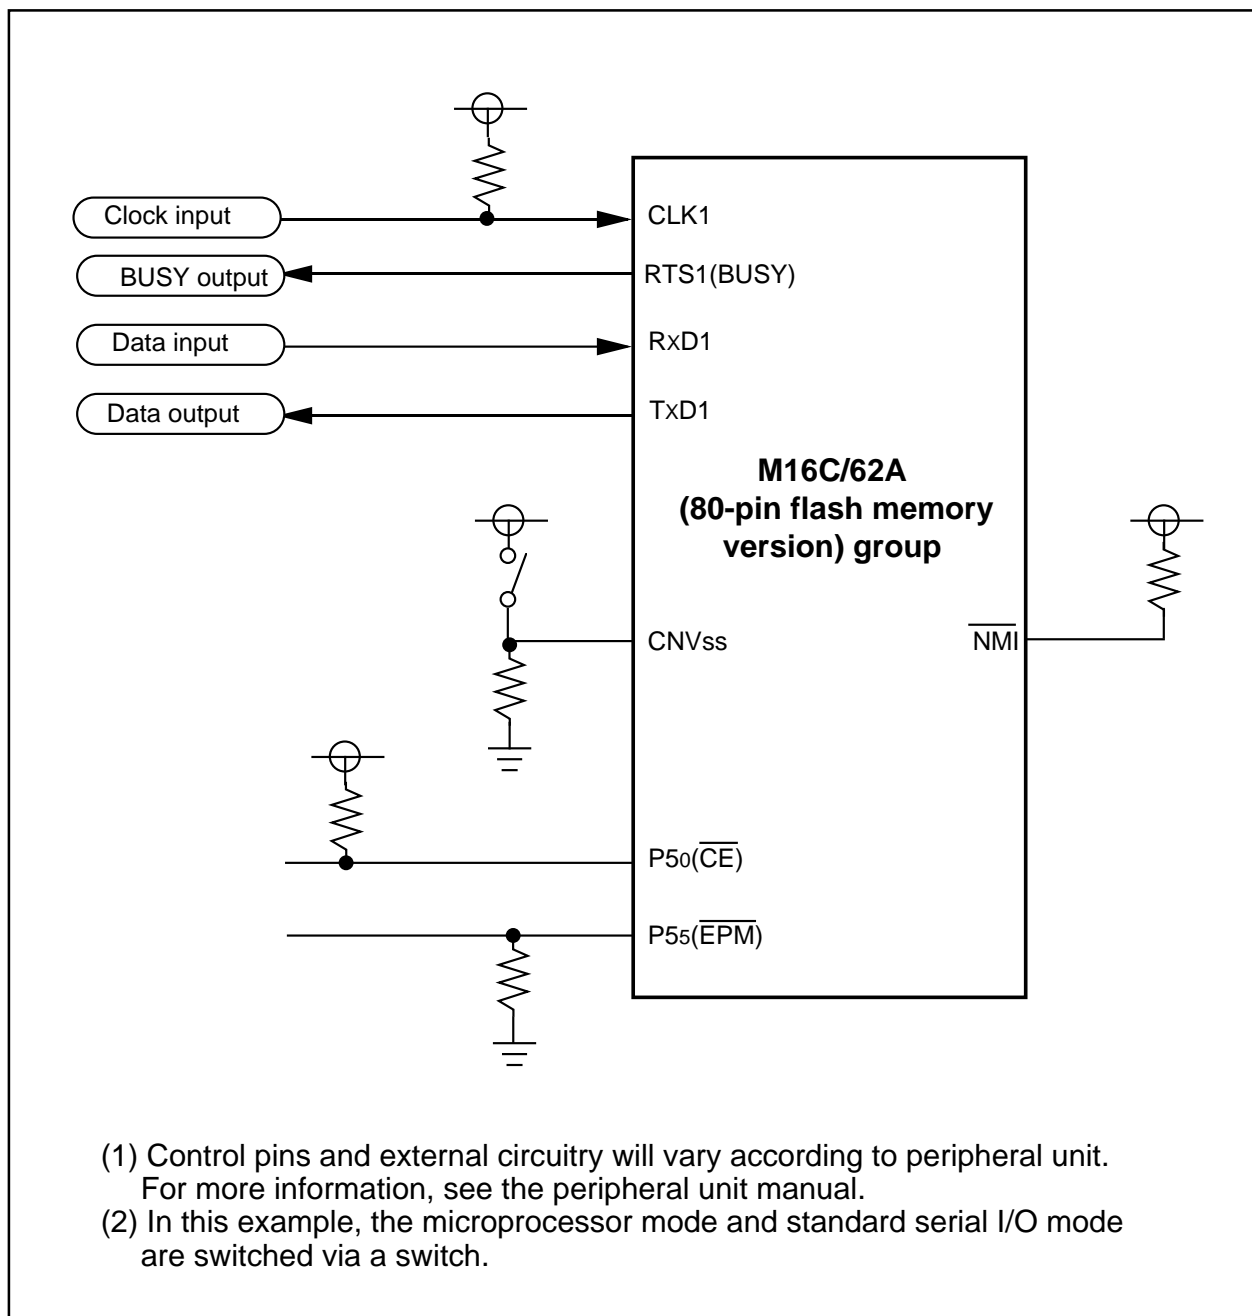 Clock input
CLK1
BUSY output
RTS1(BUSY)
Data input
RxD1
Data output
TxD1
M16C/62A
(80-pin flash memory
version) group
CNVss
NMI
P50(CE)
P55(EPM)
(1) Control pins and external circuitry will vary according to peripheral unit.
For more information, see the peripheral unit manual.
(2) In this example, the microprocessor mode and standard serial I/O mode
are switched via a switch.